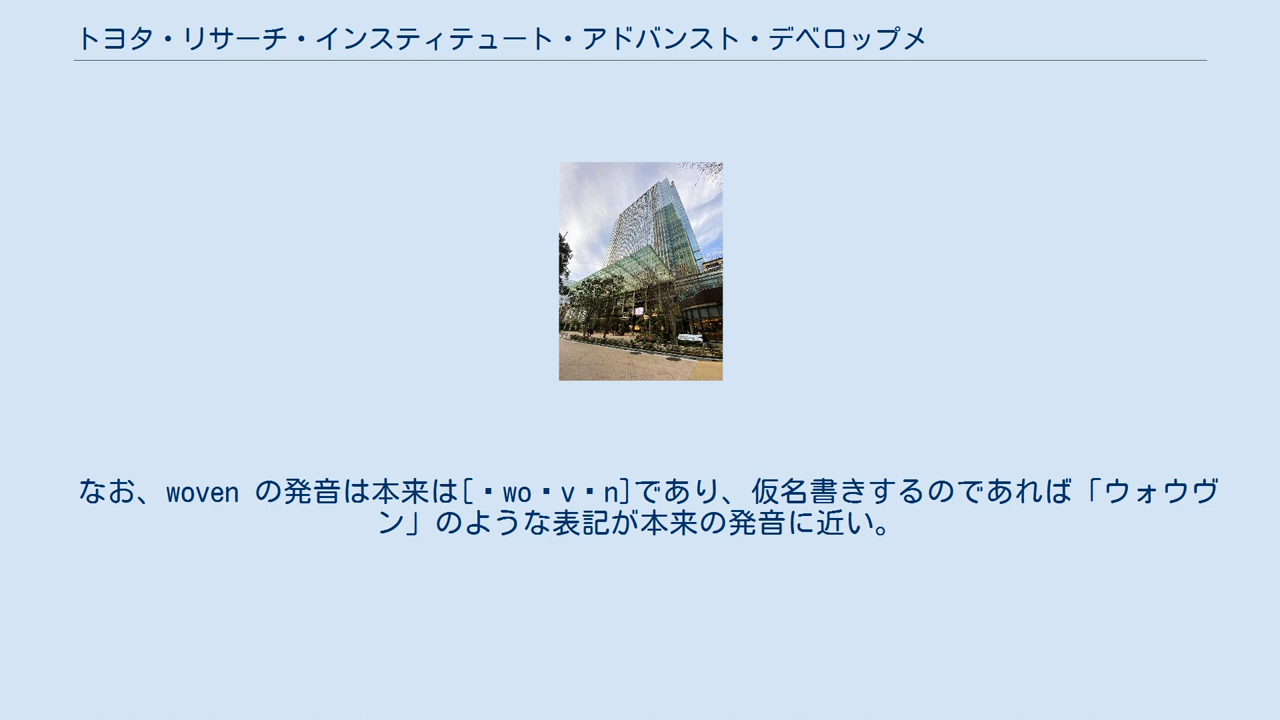 トヨタ・リサーチ・インスティテュート・アドバンスト・デベロップメ
なお、woven の発音は本来は[▪wo▪v▪n]であり、仮名書きするのであれば「ウォウヴ
ン」のような表記が本来の発音に近い。